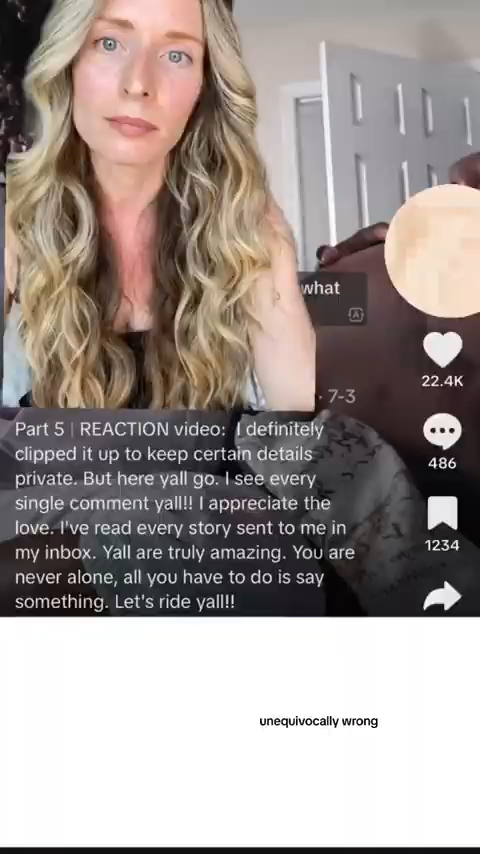 what
· 7-3
22.4K
486
1234
Part 5 | REACTION video: I definitely
clipped it up to keep certain details
private. But here yall go. I see every
single comment yall!! I appreciate the
love. I've read every story sent to me in
my inbox. Yall are truly amazing. You are
never alone, all you have to do is say
something. Let's ride yall!!
unequivocally wrong